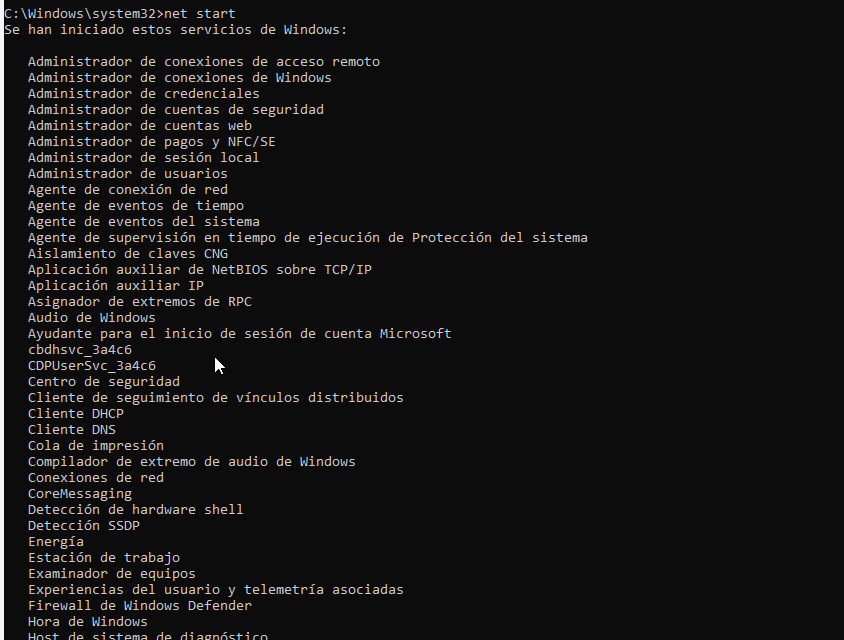 C:\Windows\system32>net start
Se han iniciado estos servicios de Windows:
Administrador de conexiones de acceso remoto
Administrador de conexiones de Windows
Administrador de credenciales
Administrador de cuentas de seguridad
Administrador de cuentas web
Administrador de pagos y NFC/SE
Administrador de sesión local
Administrador de usuarios
Agente de conexión de red
Agente de eventos de tiempo
Agente de eventos del sistema
Agente de supervisión en tiempo de ejecución de Protección del sistema
Aislamiento de claves CNG
Aplicación auxiliar de NetBIOS sobre TCP/IP
Aplicación auxiliar IP
Asignador de extremos de RPC
Audio de Windows
Ayudante para el inicio de sesión de cuenta Microsoft
cbdhsvc_3a4c6
CDPUserSvc_3a4c6
Centro de seguridad
Cliente de seguimiento de vínculos distribuidos
Cliente DHCP
Cliente DNS
Cola de impresión
Compilador de extremo de audio de Windows
Conexiones de red
CoreMessaging
Detección de hardware shell
Detección SSDP
Energía
Estación de trabajo
Examinador de equipos
Experiencias del usuario y telemetría asociadas
Firewall de Windows Defender
Hora de Windows
Host de sistema de diagnóstico